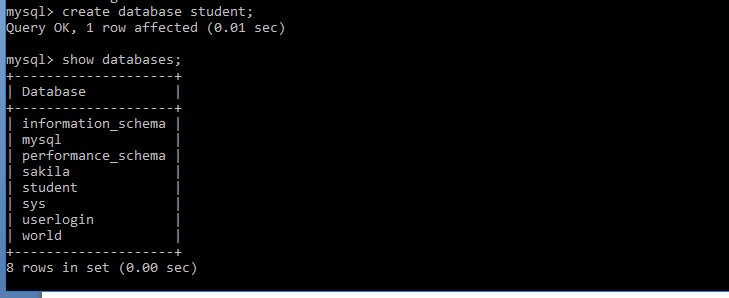 mysql> create database student;
Query OK, 1 row affected (0.01 sec)
mysql> show databases;
+--------------------+
| Database           |
+--------------------+
| information_schema |
| mysql              |
| performance_schema |
| sakila             |
| student            |
| sys                |
| userlogin          |
| world              |
+--------------------+
8 rows in set (0.00 sec)